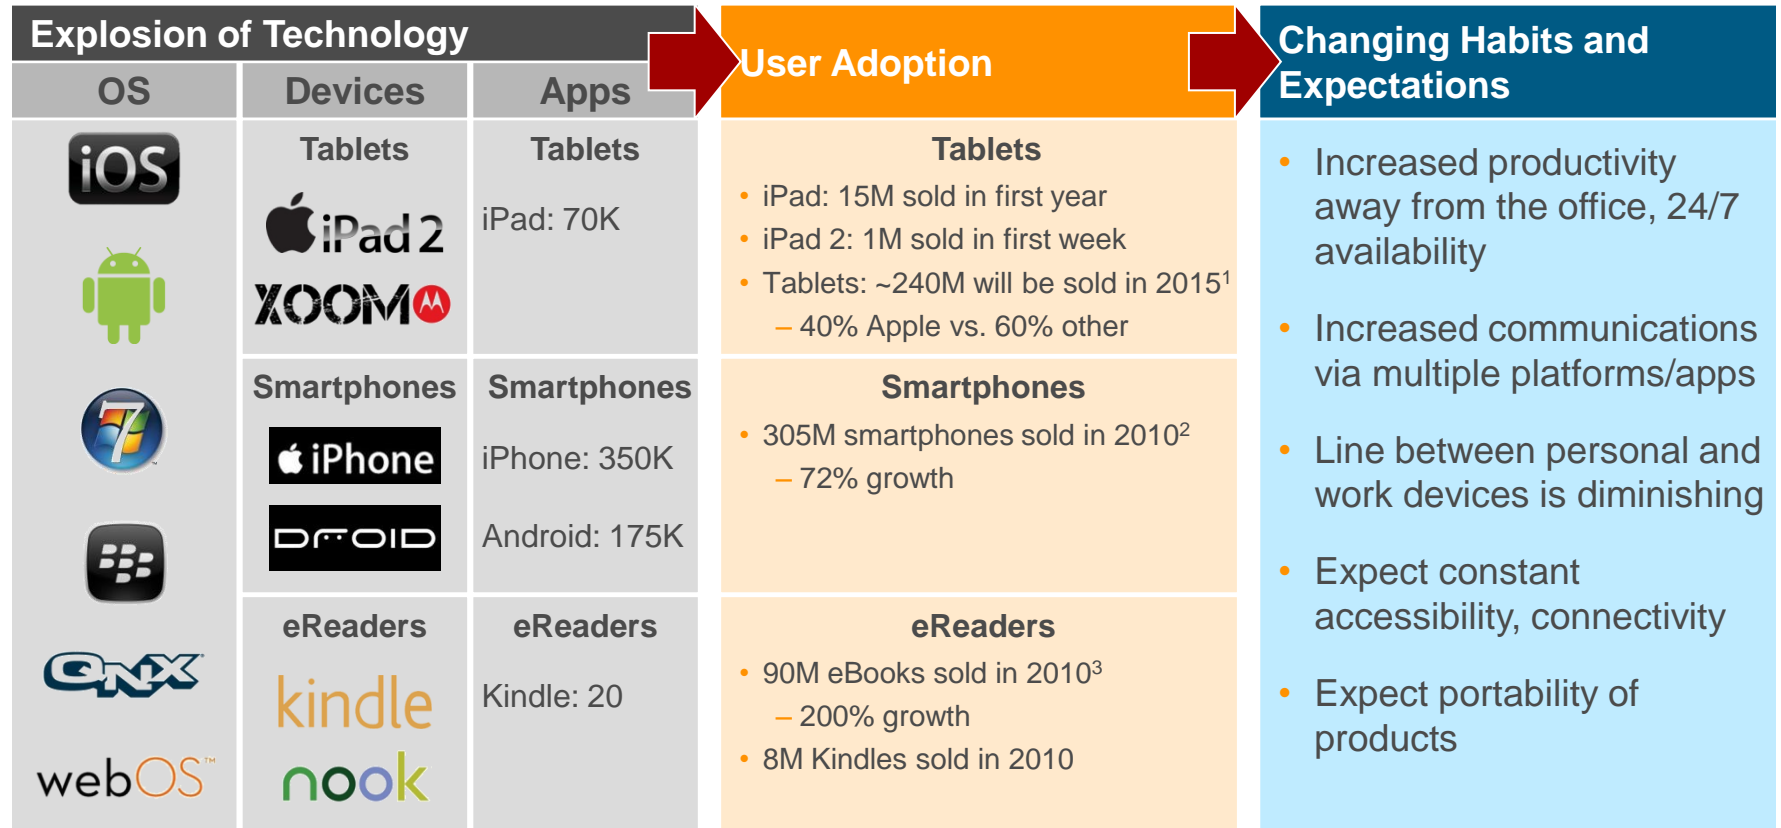 Explosion of Technology
OS
Devices
Apps
iOS
7
QNX
webOS™
Tablets
iPad 2
XOOM
Smartphones
iPhone
DROID
eReaders
kindle
nook
Tablets
iPad: 70K
Smartphones
iPhone: 350K
Android: 175K
eReaders
Kindle: 20
User Adoption
Tablets
• iPad: 15M sold in first year
• iPad 2: 1M sold in first week
• Tablets: ~240M will be sold in 2015¹
– 40% Apple vs. 60% other
Smartphones
• 305M smartphones sold in 2010²
– 72% growth
eReaders
• 90M eBooks sold in 2010³
– 200% growth
• 8M Kindles sold in 2010
Changing Habits and
Expectations
• Increased productivity
away from the office, 24/7
availability
• Increased communications
via multiple platforms/apps
• Line between personal and
work devices is diminishing
• Expect constant
accessibility, connectivity
• Expect portability of
products